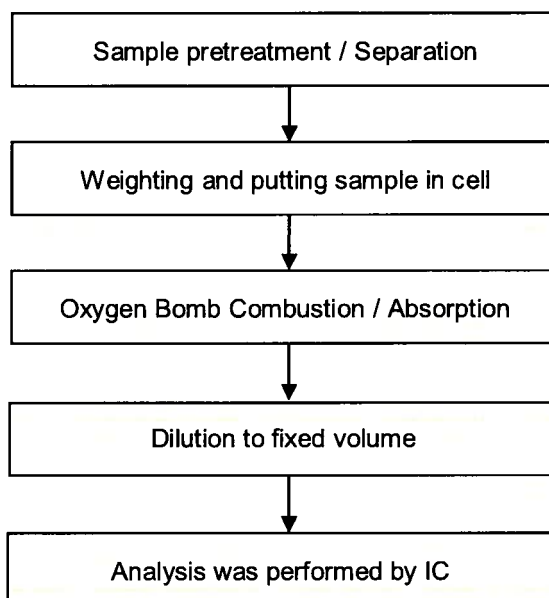 Sample pretreatment / Separation
Weighting and putting sample in cell
Oxygen Bomb Combustion / Absorption
Dilution to fixed volume
Analysis was performed by IC